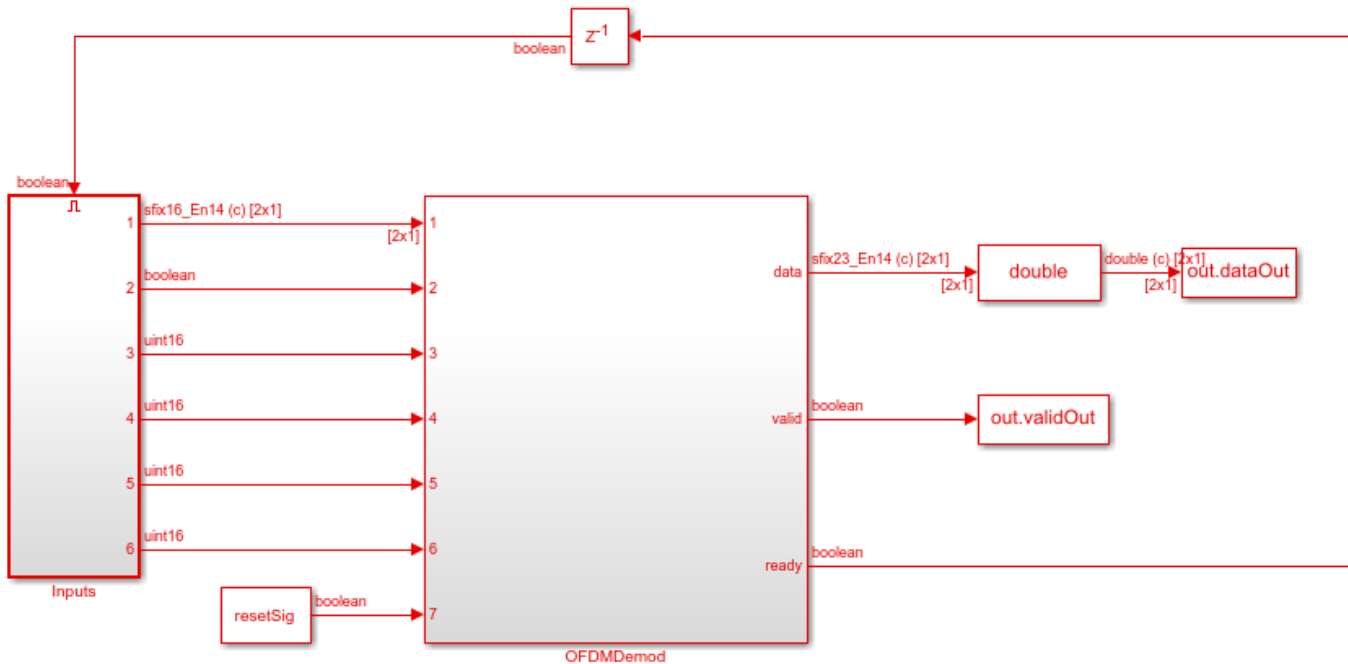 Z-1
boolean
boolean
1
sfix16_En14 (c) [2x1]
[2x1]
1
2
boolean
2
3
uint16
3
4
uint16
4
5
uint16
5
6
uint16
6
Inputs
resetSig
boolean
7
OFDMDemod
data
sfix23_En14 (c) [2x1]
[2x1]
double
double (c) [2x1]
[2x1]
out.dataOut
valid
boolean
out.validOut
ready
boolean